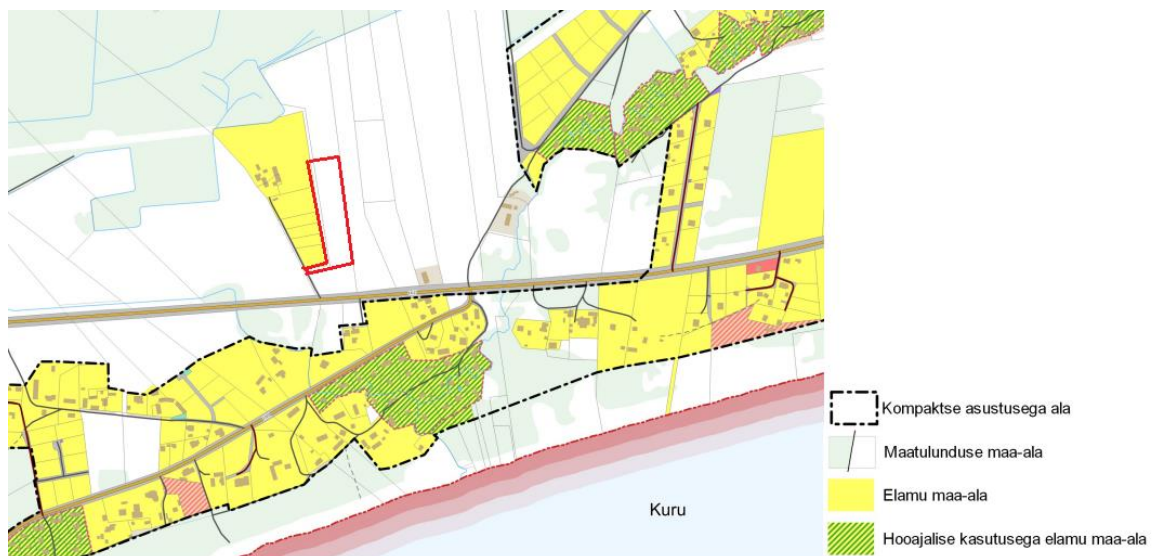 Kuru
Kompaktse asustusega ala
Maatulunduse maa-ala
Elamu maa-ala
Hooajalise kasutusega elamu maa-ala